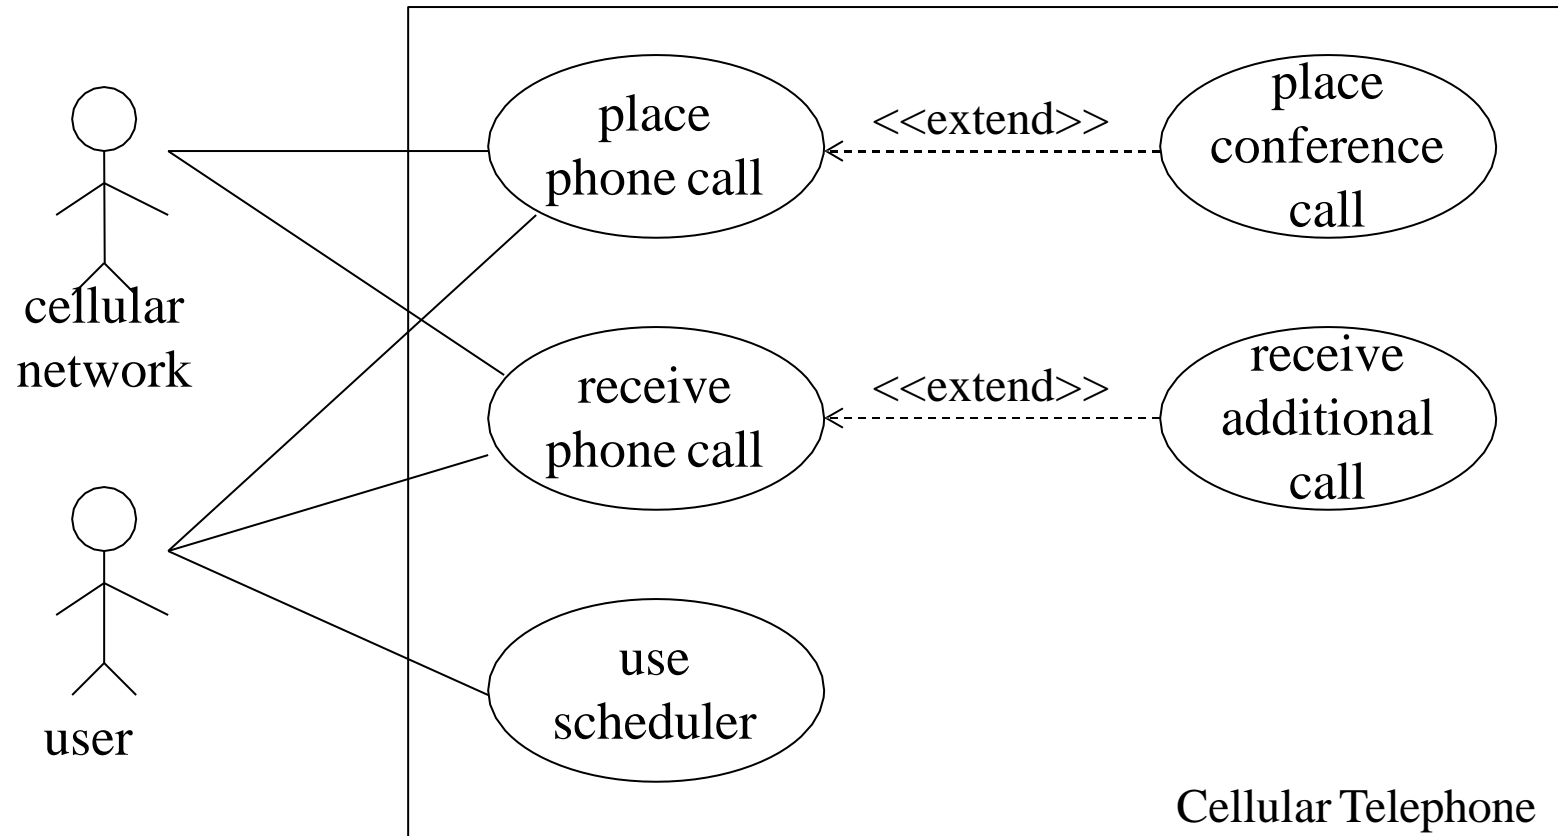 cellular
network
user
place
phone call
<<extend>>
place
conference
call
receive
phone call
<<extend>>
receive
additional
call
use
scheduler
Cellular Telephone